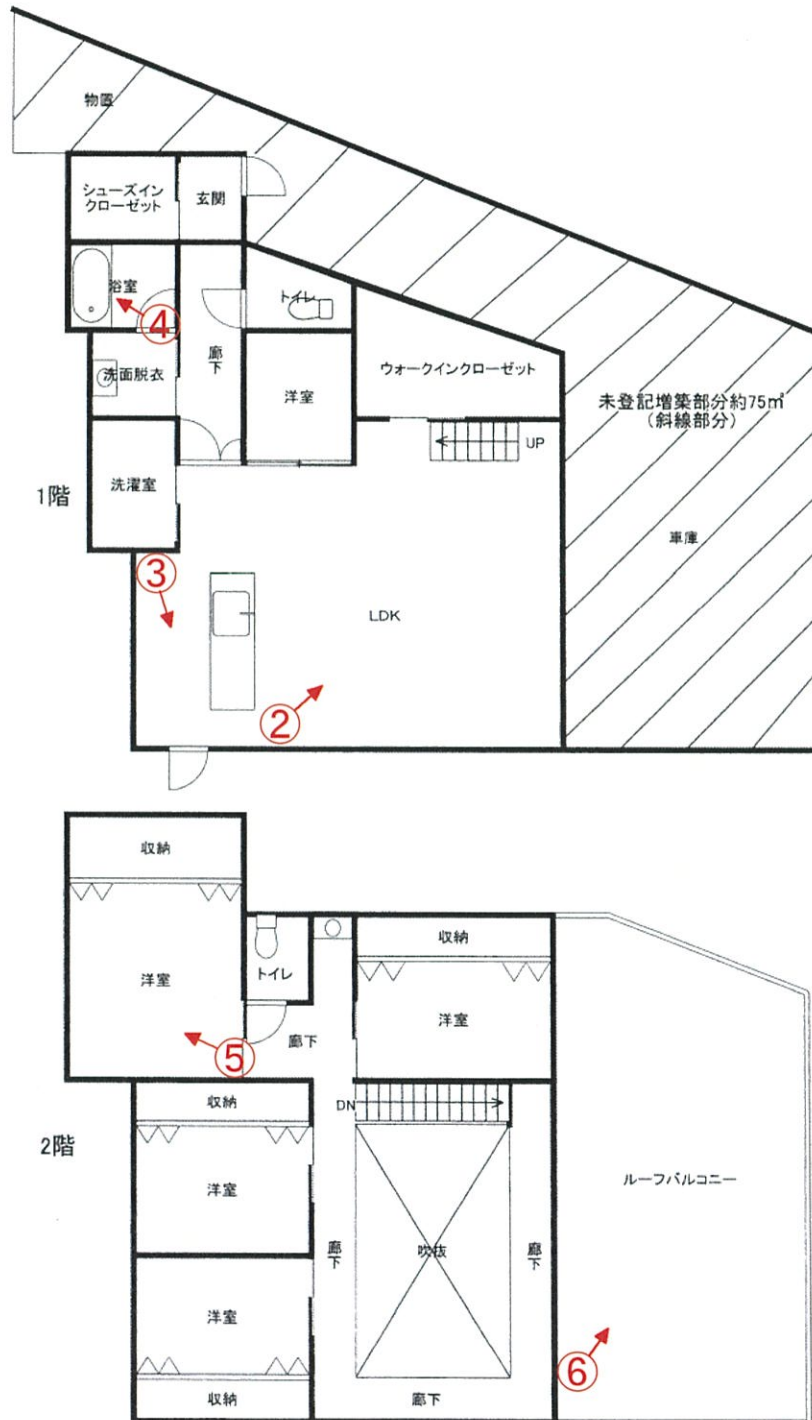 物置
シューズイン
クローゼット
玄関
浴室
④
トイレ
廊下
洗面脱衣
洋室
ウォークインクローゼット
未登記増築部分約75㎡
（斜線部分）
UP
1階
洗濯室
車庫
③
LDK
②
収納
洋室
トイレ
収納
洋室
廊下
⑤
収納
DN
2階
洋室
ルーフバルコニー
廊下
吹抜
廊下
洋室
⑥
収納
廊下